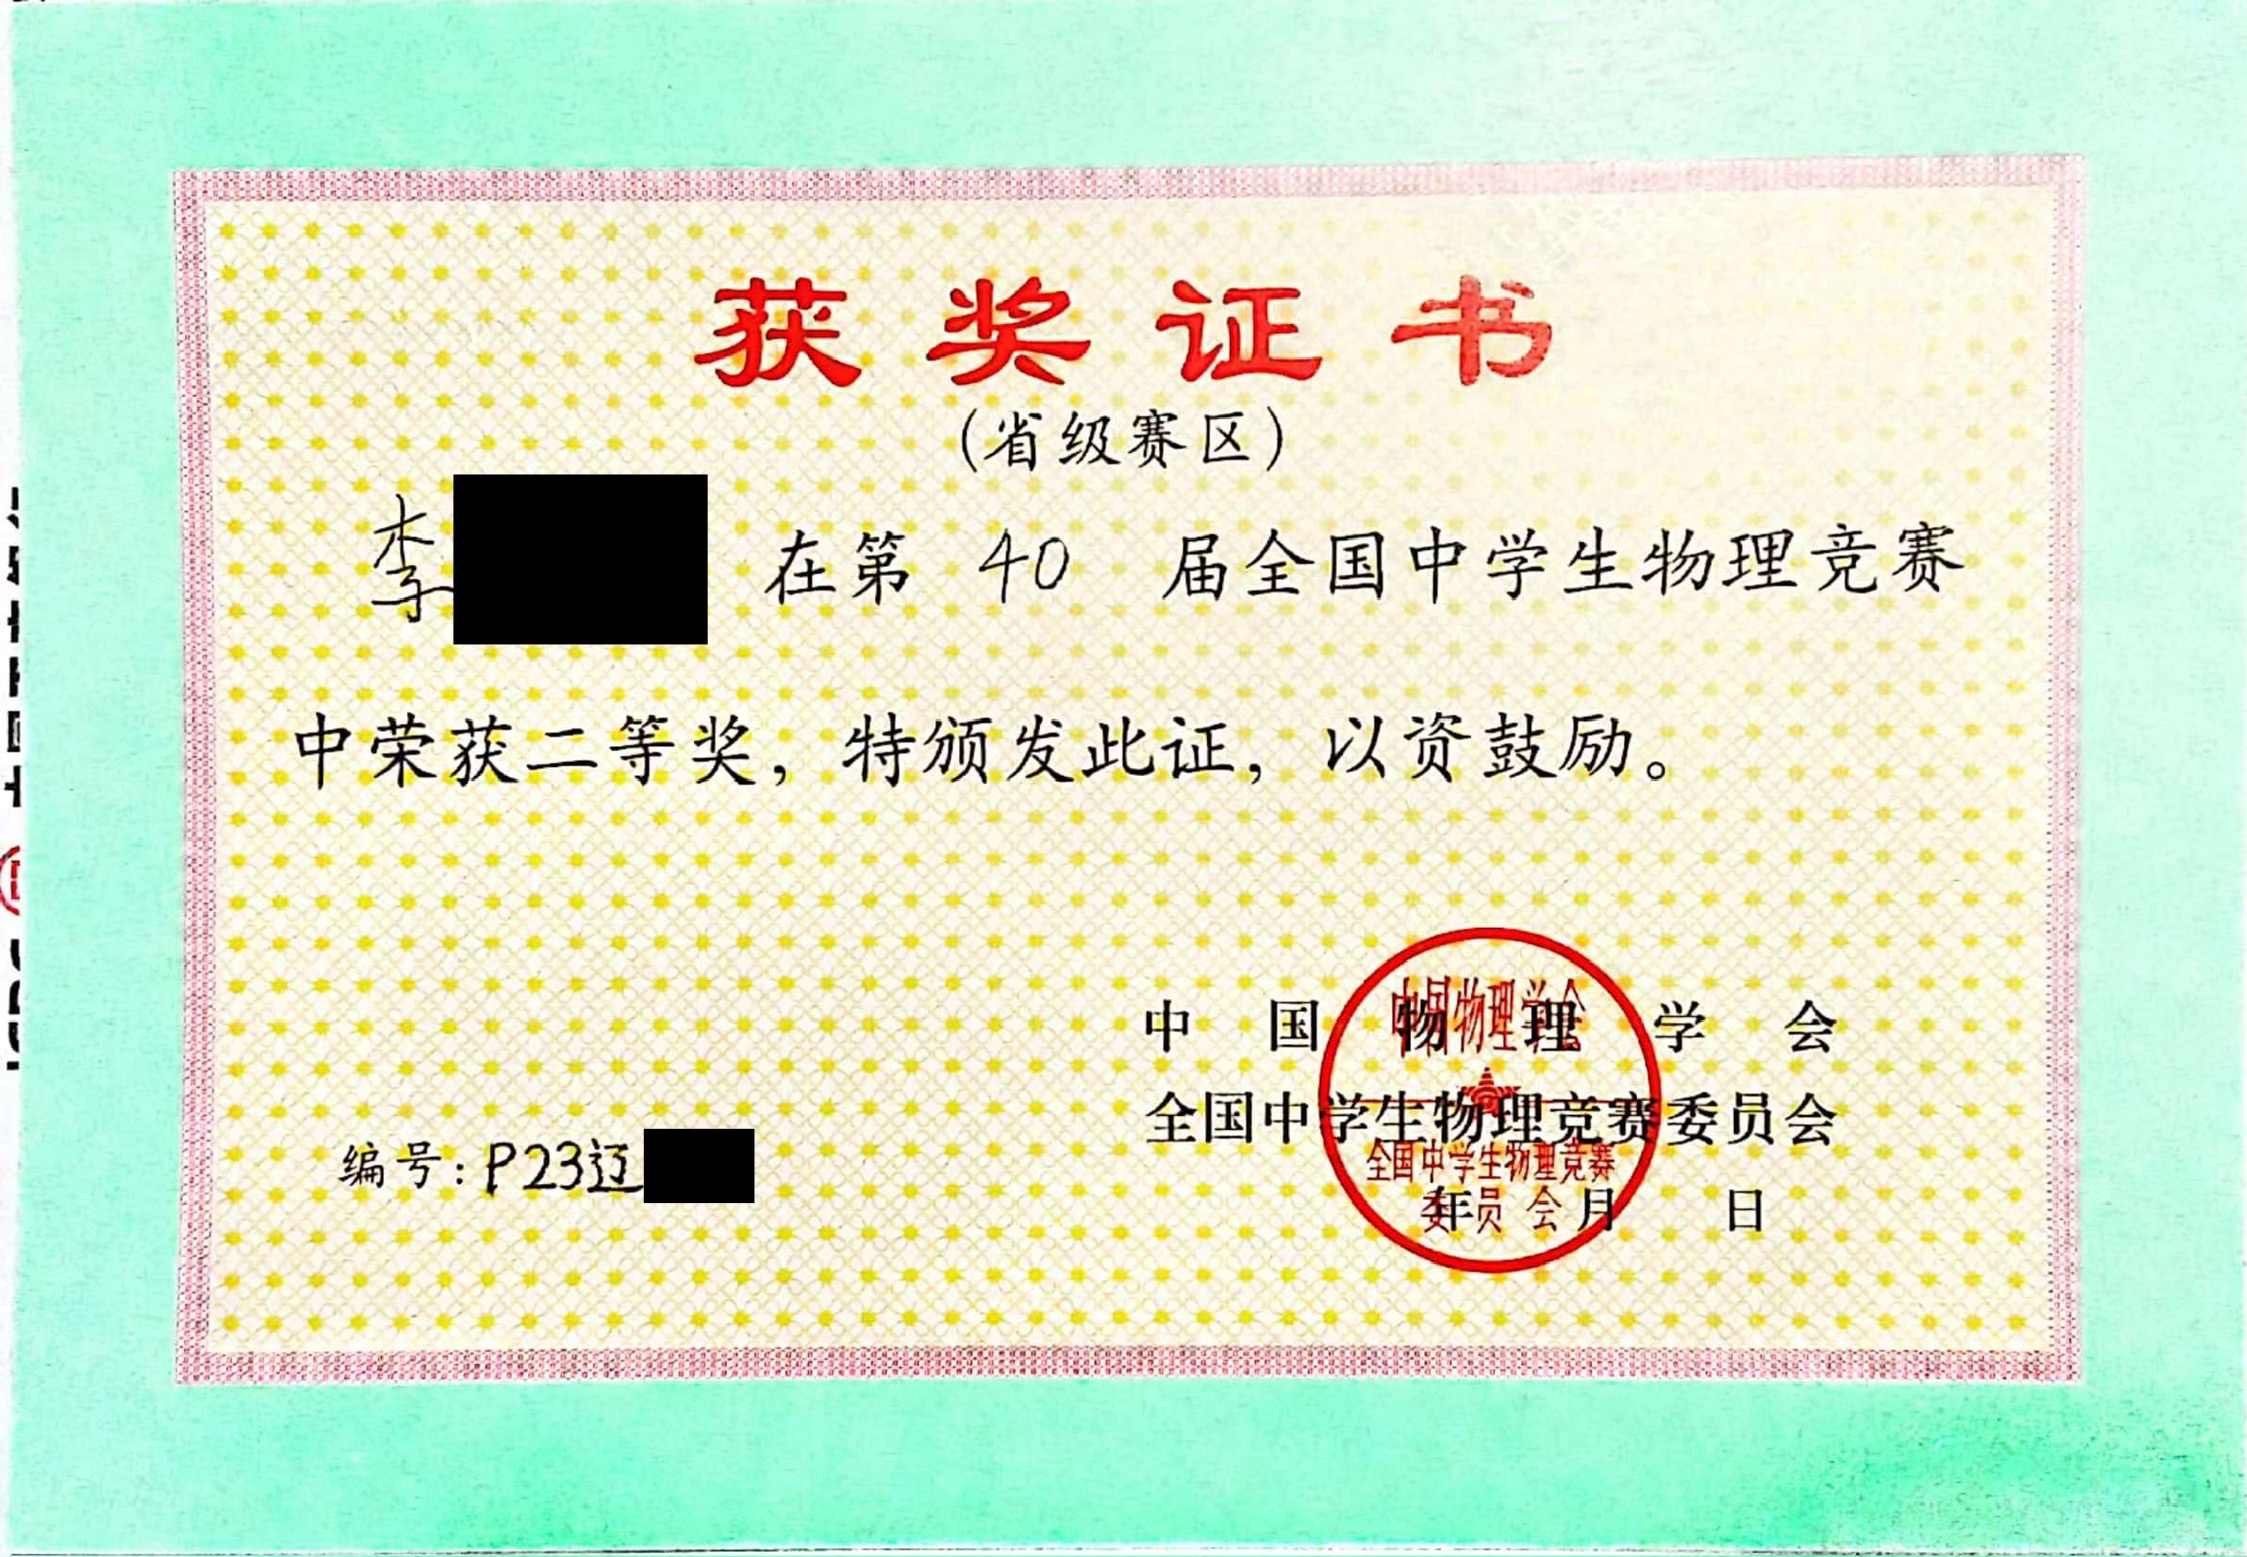 获奖证书
(省级赛区)
李 在第 40 届全国中学生物理竞赛
中荣获二等奖，特颁发此证，以资鼓励。
中国物理学会
全国中学生物理竞赛委员会
年 月 日
编号：P23辽
中国物理学会
全国中学生物理竞赛
委员会